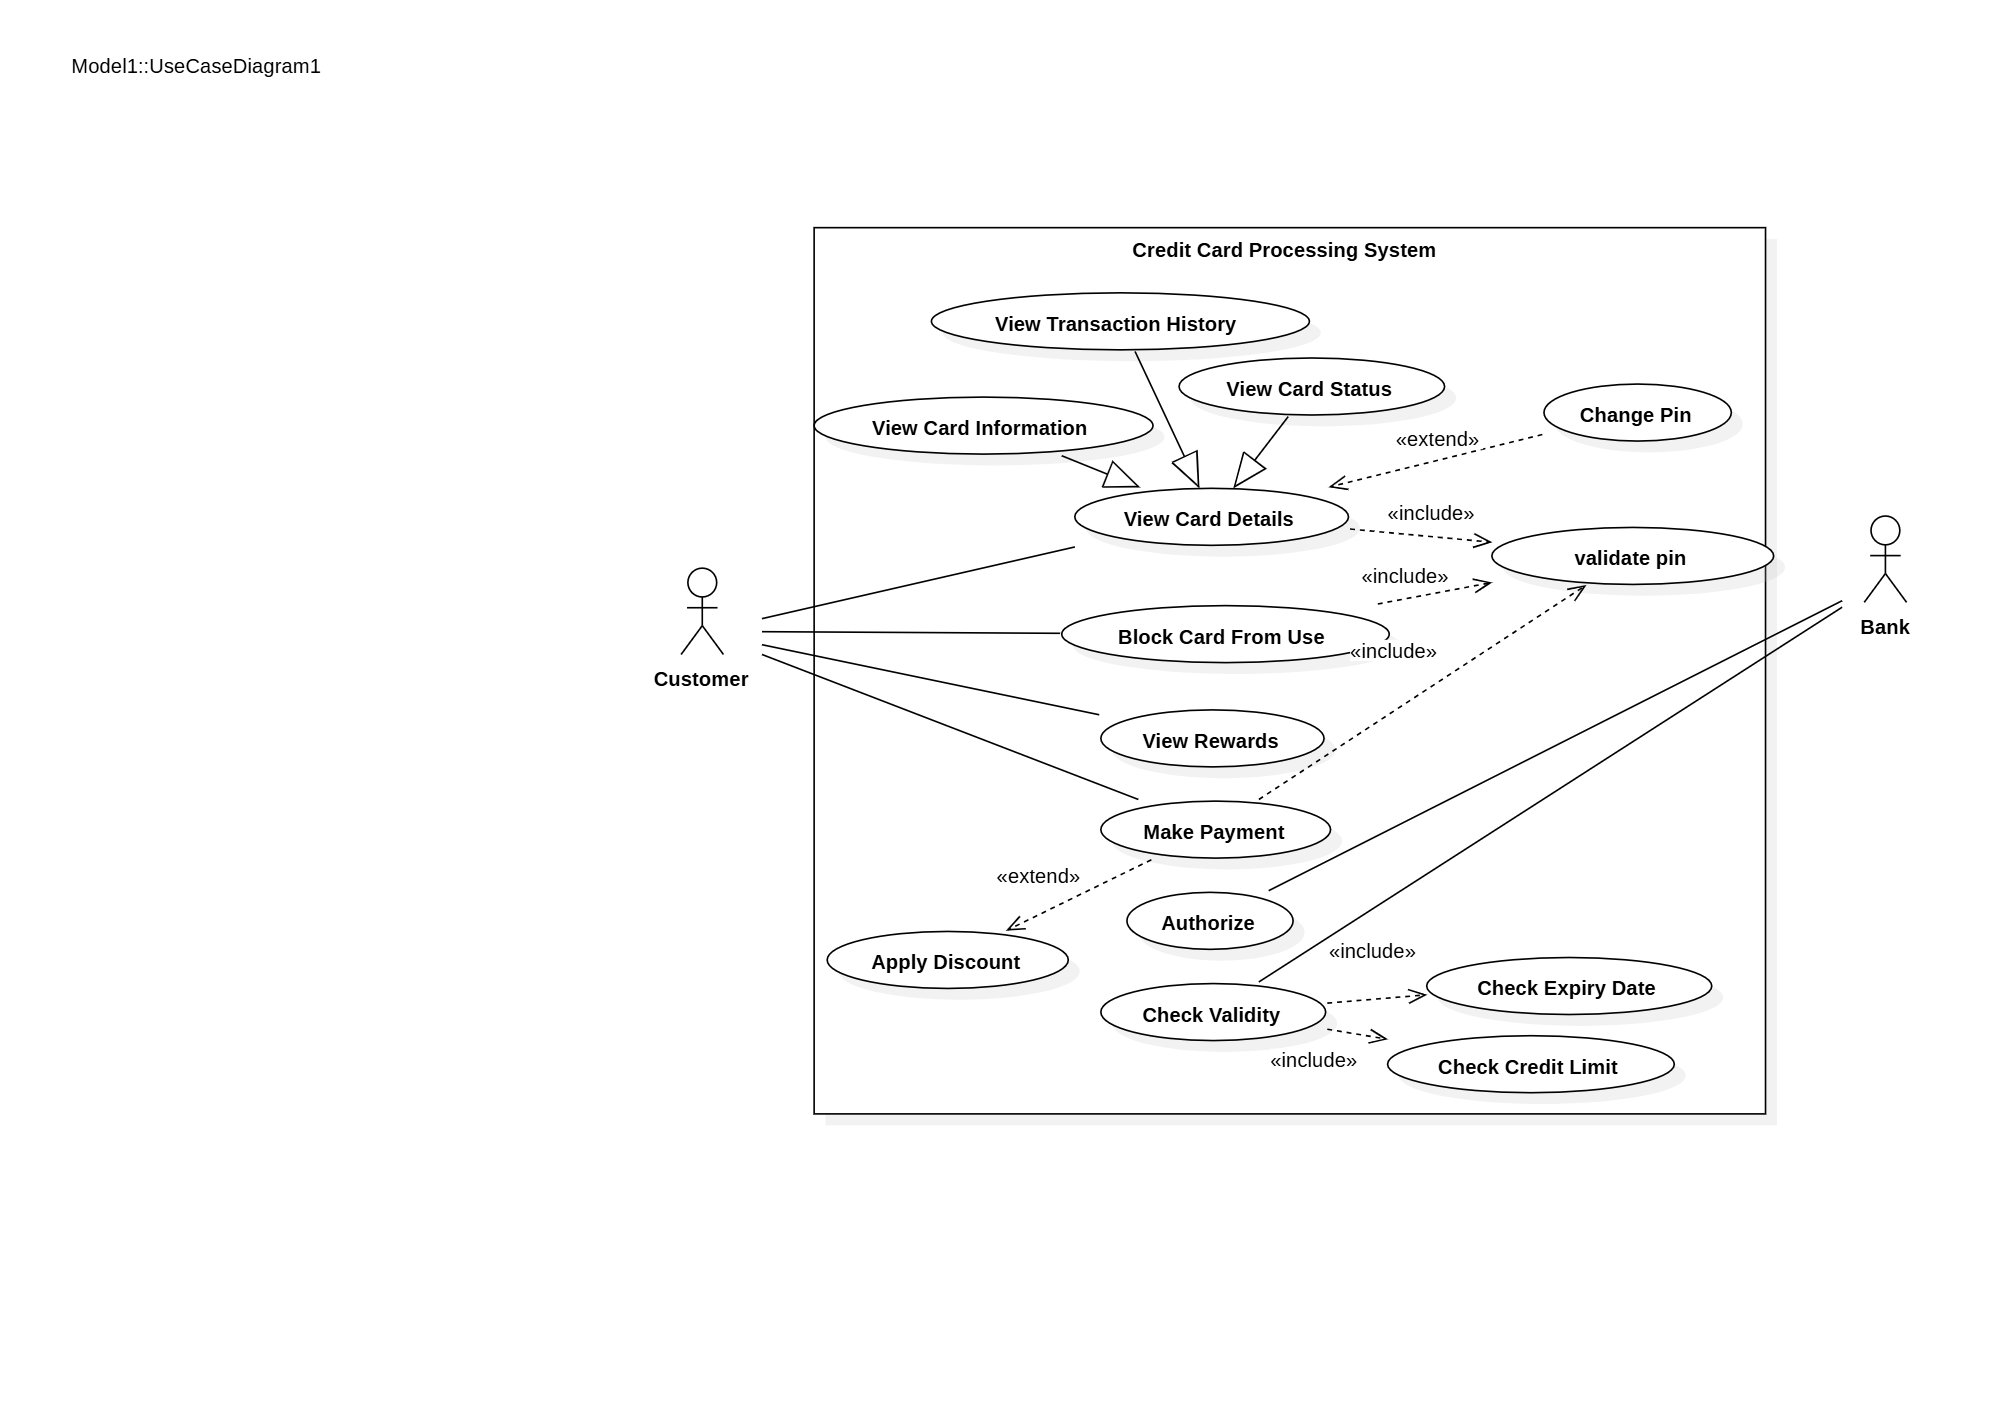 Model1::UseCaseDiagram1
Credit Card Processing System
View Transaction History
View Card Status
Change Pin
View Card Information
«extend»
View Card Details
«include»
validate pin
«include»
Block Card From Use
«include»
Customer
Bank
View Rewards
Make Payment
«extend»
Authorize
Apply Discount
«include»
Check Expiry Date
Check Validity
«include»
Check Credit Limit